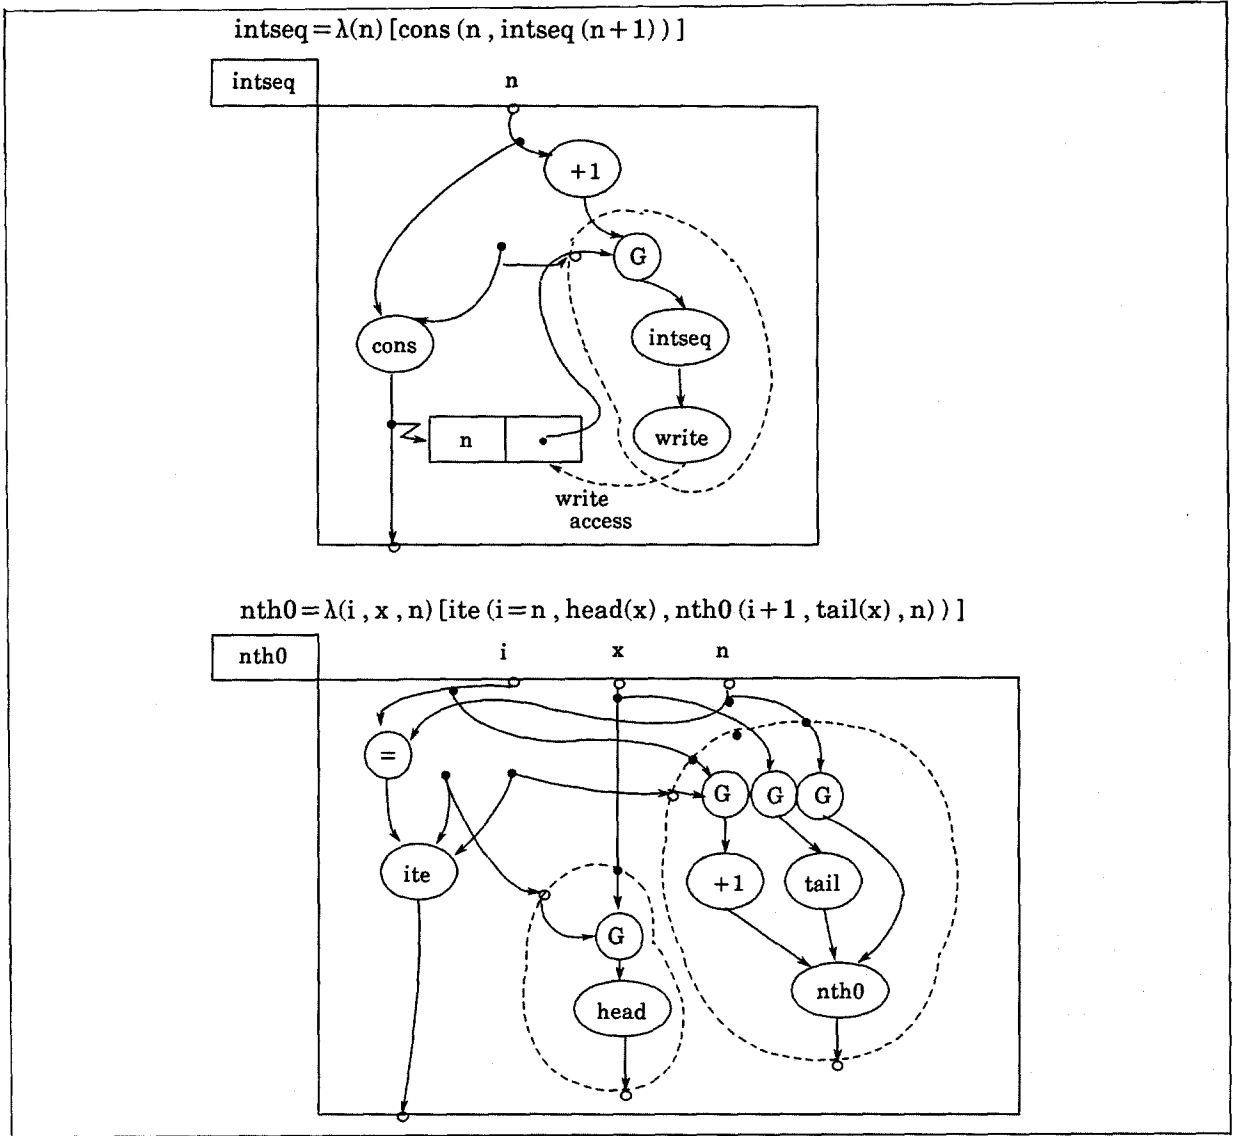 intseq=λ(n) [cons (n , intseq (n+1) ) ]
intseq
n
+1
G
intseq
cons
n
write
write
access
nth0=λ(i , x , n) [ite (i=n , head(x) , nth0 (i+1 , tail(x) , n) ) ]
nth0
i
x
n
=
G
G
G
ite
+1
tail
G
nth0
head